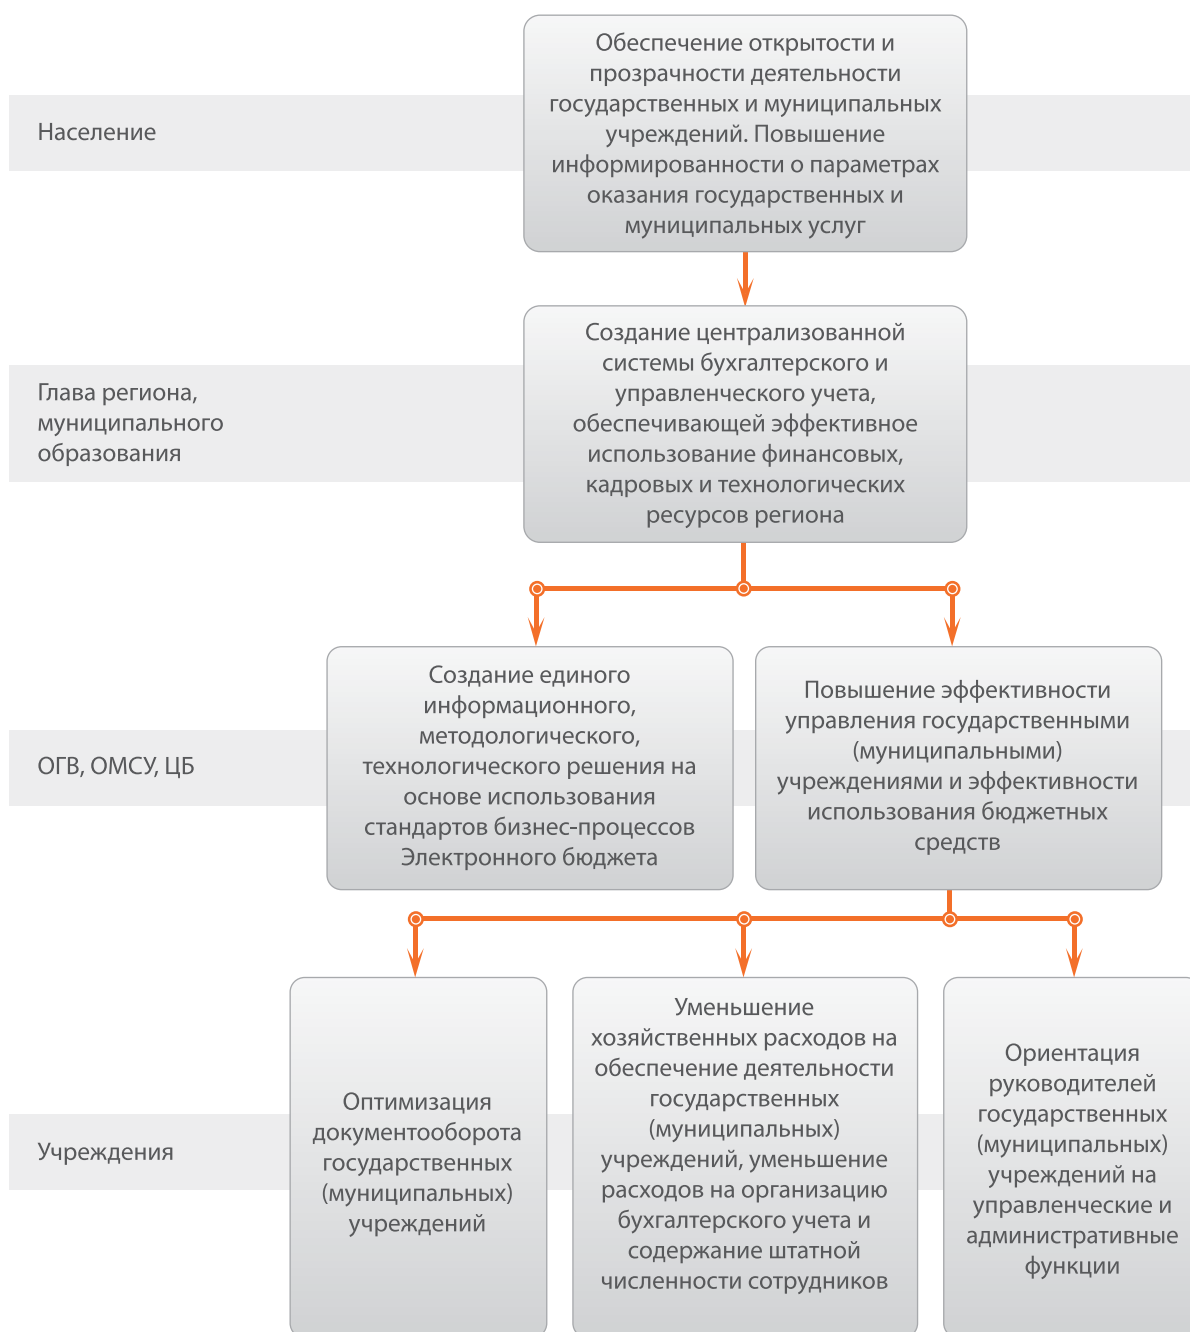 Население
Обеспечение открытости и
прозрачности деятельности
государственных и муниципальных
учреждений. Повышение
информированности о параметрах
оказания государственных и
муниципальных услуг
Глава региона,
муниципального
образования
Создание централизованной
системы бухгалтерского и
управленческого учета,
обеспечивающей эффективное
использование финансовых,
кадровых и технологических
ресурсов региона
ОГВ, ОМСУ, ЦБ
Создание единого
информационного,
методологического,
технологического решения на
основе использования
стандартов бизнес-процессов
Электронного бюджета
Повышение эффективности
управления государственными
(муниципальными)
учреждениями и эффективности
использования бюджетных
средств
Учреждения
Оптимизация
документооборота
государственных
(муниципальных)
учреждений
Уменьшение
хозяйственных расходов на
обеспечение деятельности
государственных
(муниципальных)
учреждений, уменьшение
расходов на организацию
бухгалтерского учета и
содержание штатной
численности сотрудников
Ориентация
руководителей
государственных
(муниципальных)
учреждений на
управленческие и
административные
функции